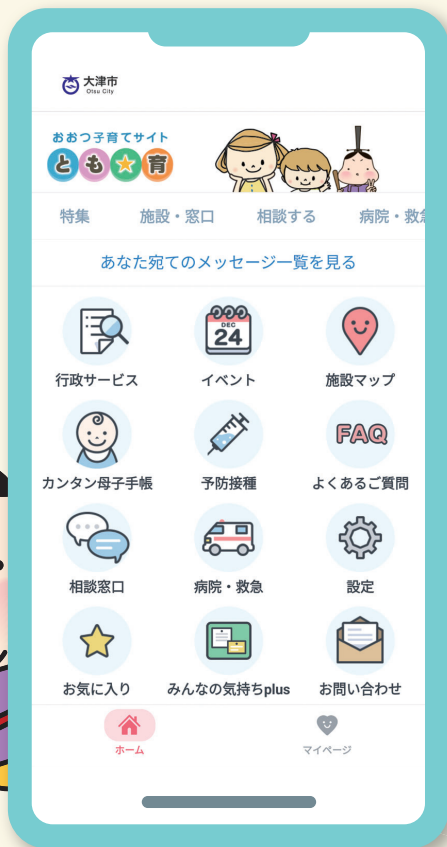 大津市
Otsu City
おおつ子育てサイト
とも☆育
特集 施設・窓口 相談する 病院・救急
あなた宛てのメッセージ一覧を見る
DEC
24
行政サービス イベント 施設マップ
FAQ
カンタン母子手帳 予防接種 よくあるご質問
相談窓口 病院・救急 設定
お気に入り みんなの気持ちplus お問い合わせ
ホーム マイページ